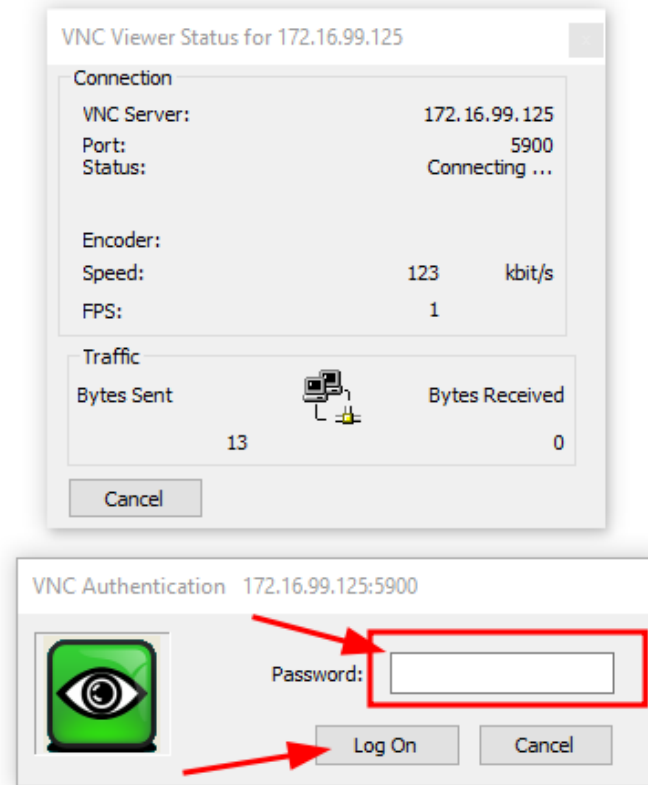 VNC Viewer Status for 172.16.99.125
Connection
VNC Server: 172.16.99.125
Port: 5900
Status: Connecting ...
Encoder:
Speed: 123 kbit/s
FPS: 1
Traffic
Bytes Sent Bytes Received
13 0
Cancel
VNC Authentication 172.16.99.125:5900
Password:
Log On Cancel